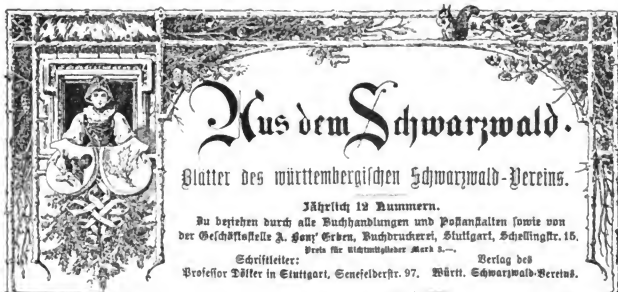 Aus dem Schwarzwald.
Blätter des württembergischen Schwarzwald-Vereins.
Jährlich 12 Nummern.
Zu beziehen durch alle Buchhandlungen und Postanstalten sowie von
der Geschäftsstelle A. Bonz' Erben, Buchdruckerei, Stuttgart, Schellingstr. 15.
Preis für Nichtmitglieder Mark 3.—.
Schriftleiter: Verlag des
Professor Dölker in Stuttgart, Senefelderstr. 97. Württ. Schwarzwald-Vereins.